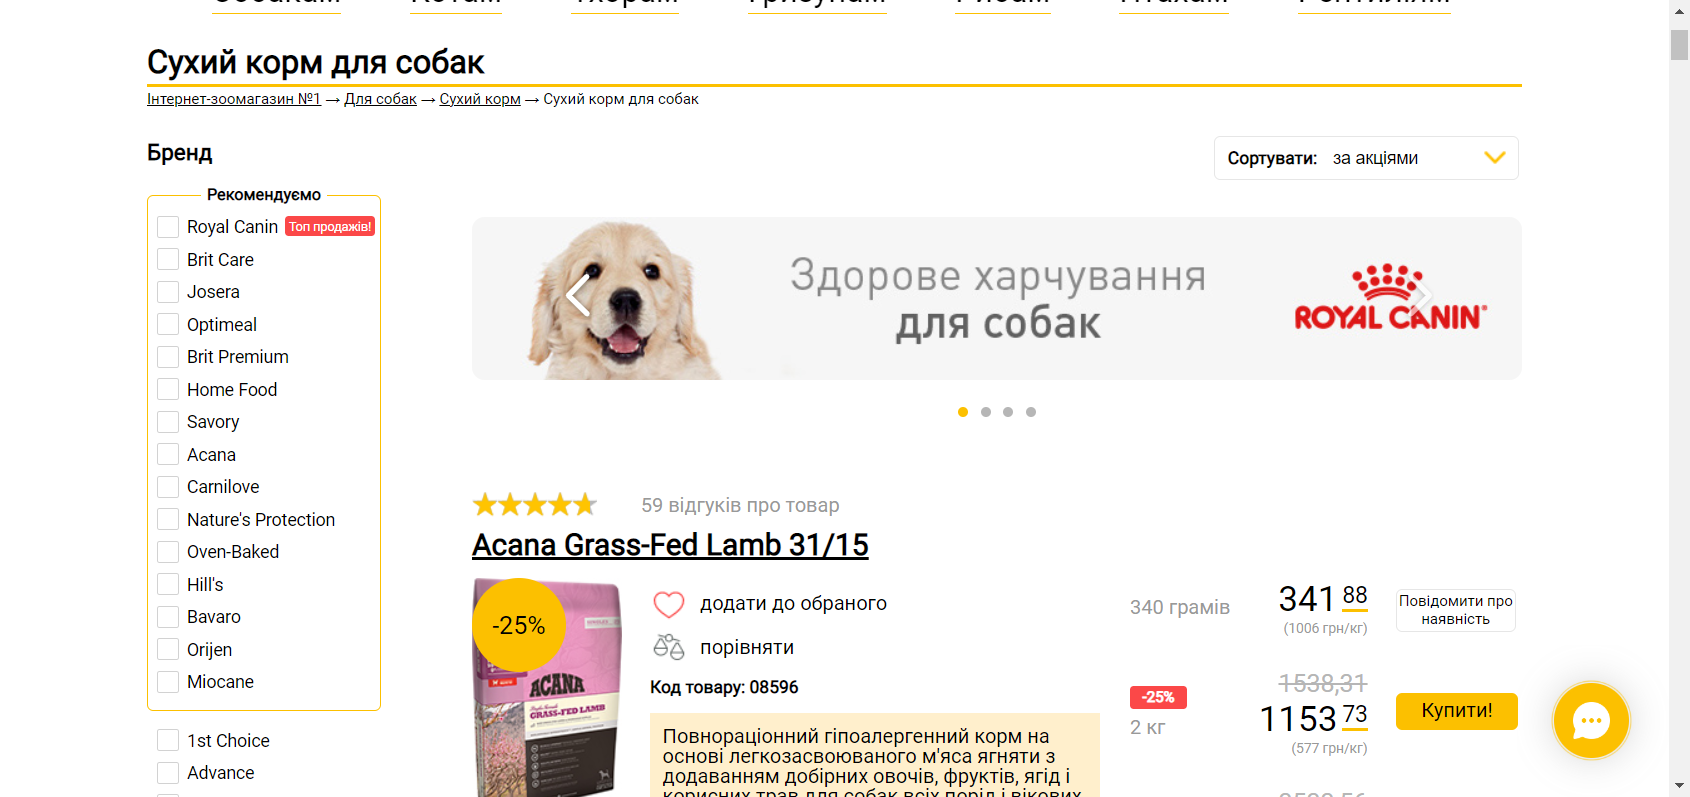 Собакам Котам Тхорам Гризунам Рибам Птахам Рептиліям
Сухий корм для собак
Інтернет-зоомагазин №1 → Для собак → Сухий корм → Сухий корм для собак
Бренд
Сортувати: за акціями
Рекомендуємо
Royal Canin Топ продажів!
Brit Care
Josera
Optimeal
Brit Premium
Home Food
Savory
Acana
Carnilove
Nature's Protection
Oven-Baked
Hill's
Bavaro
Orijen
Miocane
1st Choice
Advance
Здорове харчування
для собак
ROYAL CANIN
59 відгуків про товар
Acana Grass-Fed Lamb 31/15
-25%
ACANA
GRASS-FED LAMB
додати до обраного
порівняти
Код товару: 08596
Повнораціонний гіпоалергенний корм на
основі легкозасвоюваного м'яса ягняти з
додаванням добірних овочів, фруктів, ягід і
корисних трав для собак всіх порід і вікових
340 грамів
341 88
(1006 грн/кг)
Повідомити про
наявність
-25%
2 кг
1538,31
1153 73
(577 грн/кг)
Купити!